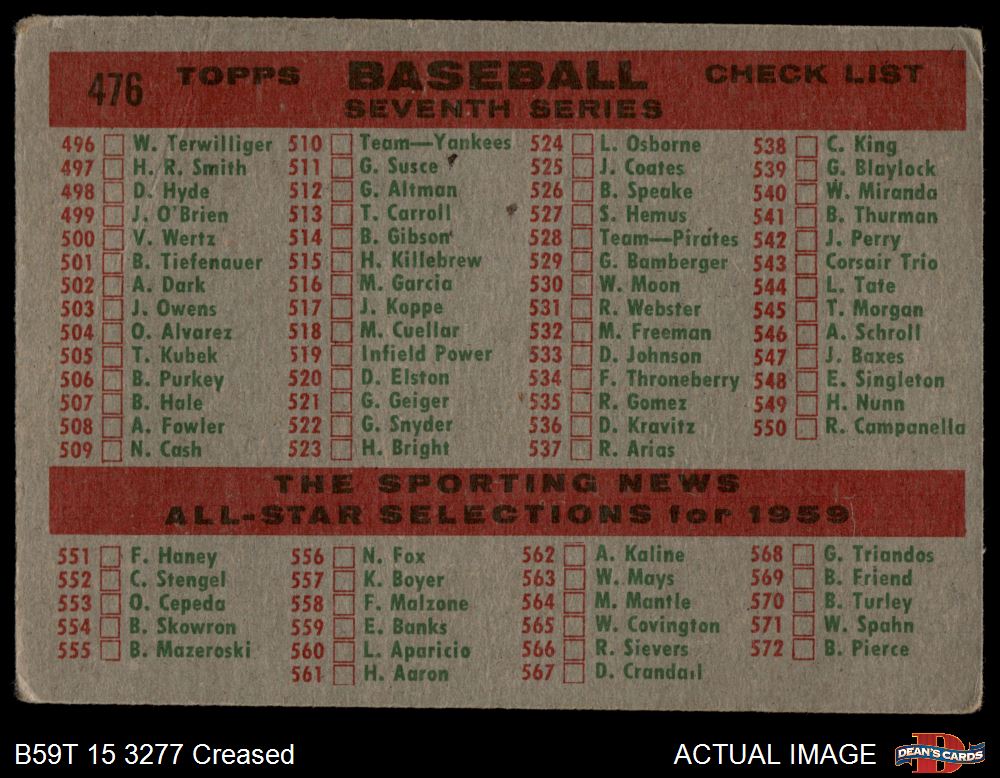 476 TOPPS BASEBALL CHECK LIST
SEVENTH SERIES
496 W. Terwilliger
497 H. R. Smith
498 D. Hyde
499 J. O'Brien
500 V. Wertz
501 B. Tiefenauer
502 A. Dark
503 J. Owens
504 O. Alvarez
505 T. Kubek
506 B. Purkey
507 B. Hale
508 A. Fowler
509 N. Cash
510 Team—Yankees
511 G. Susce
512 G. Altman
513 T. Carroll
514 B. Gibson
515 H. Killebrew
516 M. Garcia
517 J. Koppe
518 M. Cuellar
519 Infield Power
520 D. Elston
521 G. Geiger
522 G. Snyder
523 H. Bright
524 L. Osborne
525 J. Coates
526 B. Speake
527 S. Hemus
528 Team—Pirates
529 G. Bamberger
530 W. Moon
531 R. Webster
532 M. Freeman
533 D. Johnson
534 F. Throneberry
535 R. Gomez
536 D. Kravitz
537 R. Arias
538 C. King
539 G. Blaylock
540 W. Miranda
541 B. Thurman
542 J. Perry
543 Corsair Trio
544 L. Tate
545 T. Morgan
546 A. Schroll
547 J. Baxes
548 E. Singleton
549 H. Nunn
550 R. Campanella
THE SPORTING NEWS
ALL-STAR SELECTIONS for 1959
551 F. Haney
552 C. Stengel
553 O. Cepeda
554 B. Skowron
555 B. Mazeroski
556 N. Fox
557 K. Boyer
558 F. Malzone
559 E. Banks
560 L. Aparicio
561 H. Aaron
562 A. Kaline
563 W. Mays
564 M. Mantle
565 W. Covington
566 R. Sievers
567 D. Crandall
568 G. Triandos
569 B. Friend
570 B. Turley
571 W. Spahn
572 B. Pierce
B59T 15 3277 Creased
ACTUAL IMAGE
DEAN'S CARDS